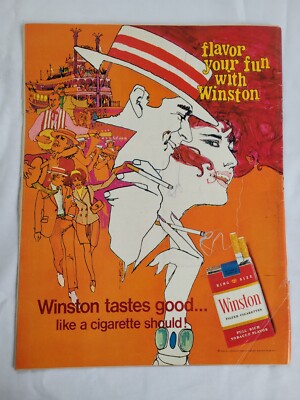 flavor
your fun
with
Winston
KING SIZE
Winston
FILTER-CIGARETTES
FULL·RICH
TOBACCO FLAVOR
Winston tastes good...
like a cigarette should!